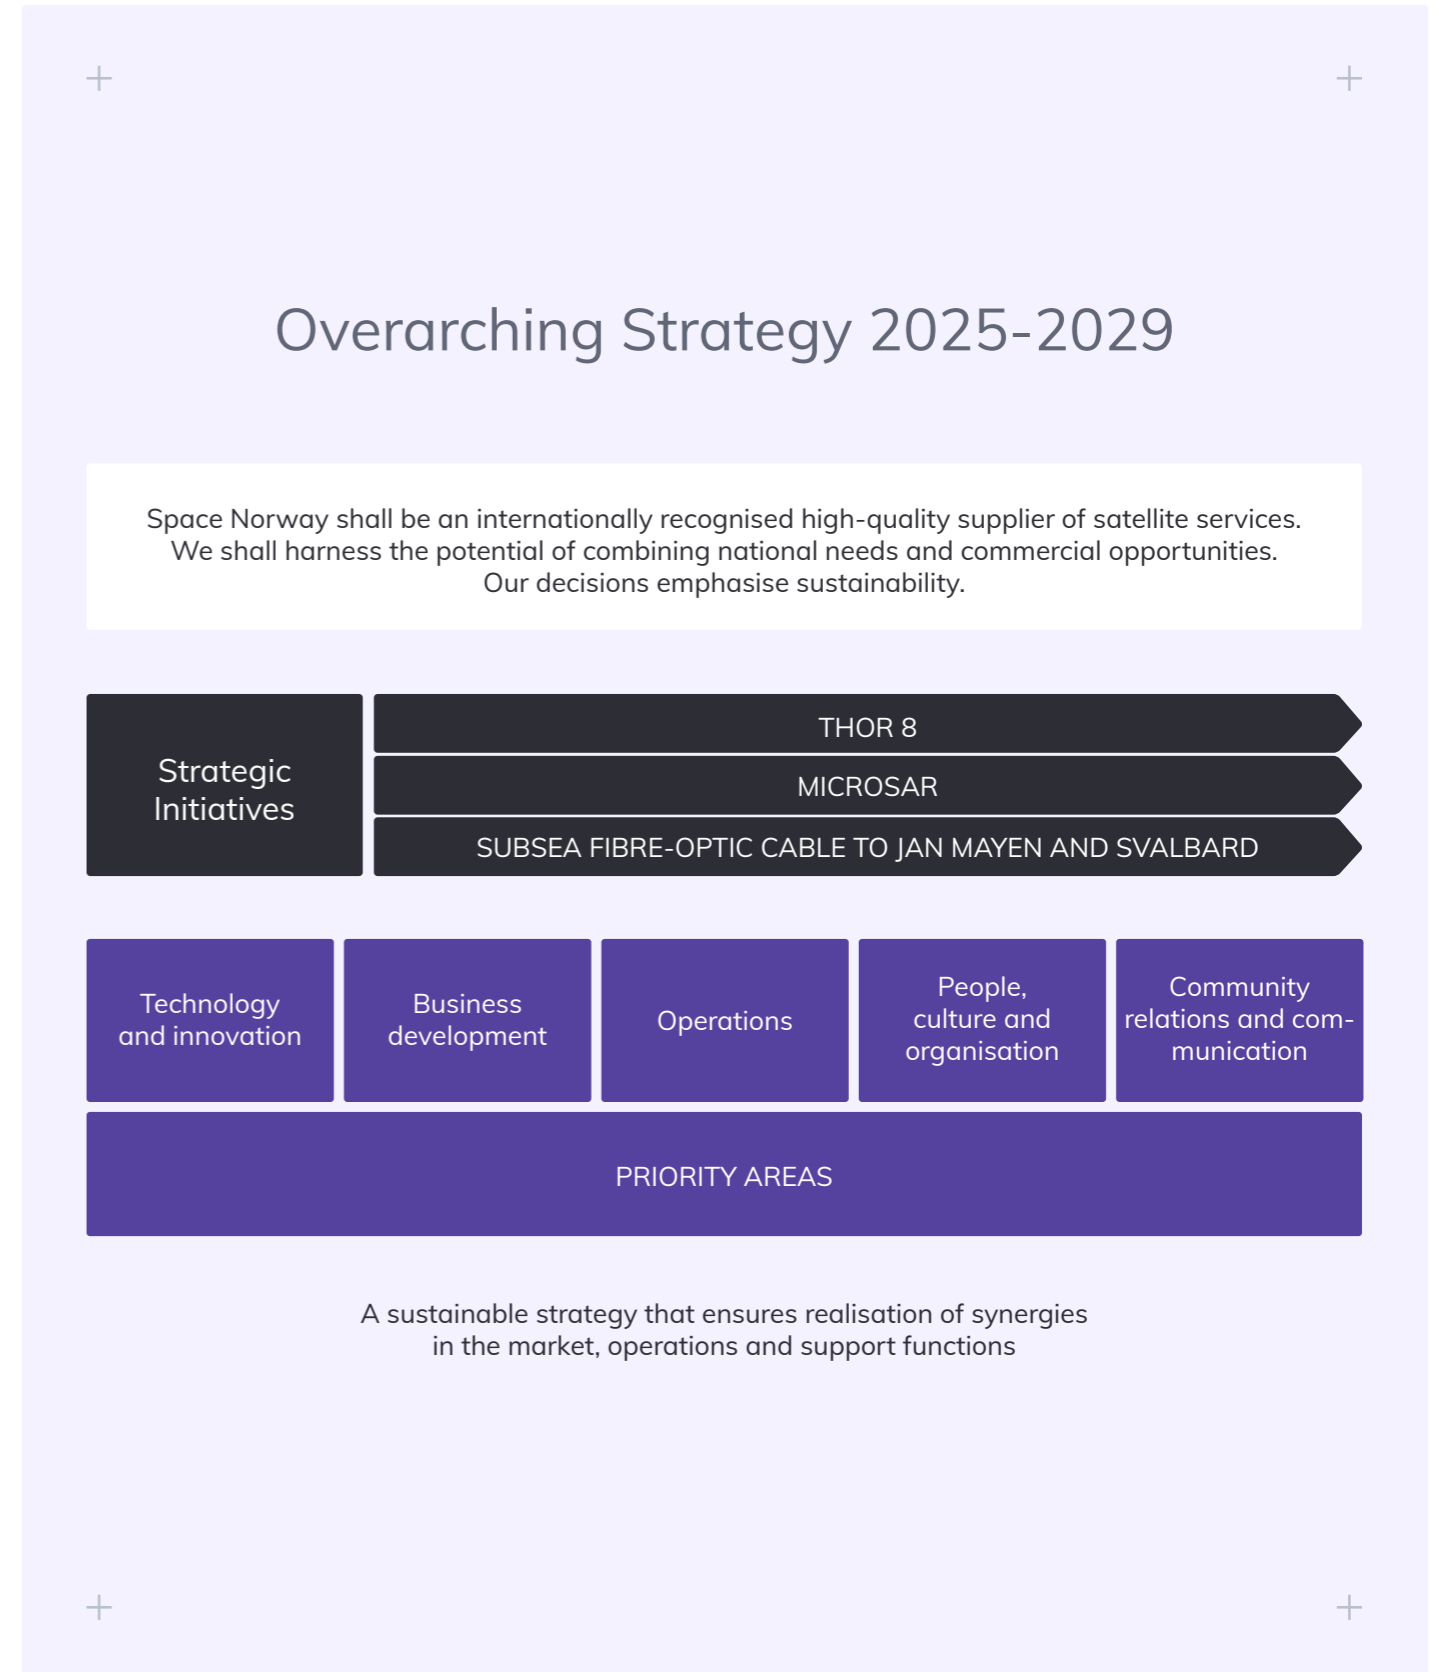 Overarching Strategy 2025-2029
Space Norway shall be an internationally recognised high-quality supplier of satellite services.
We shall harness the potential of combining national needs and commercial opportunities.
Our decisions emphasise sustainability.
Strategic
Initiatives
THOR 8
MICROSAR
SUBSEA FIBRE-OPTIC CABLE TO JAN MAYEN AND SVALBARD
Technology
and innovation
Business
development
Operations
People,
culture and
organisation
Community
relations and com-
munication
PRIORITY AREAS
A sustainable strategy that ensures realisation of synergies
in the market, operations and support functions